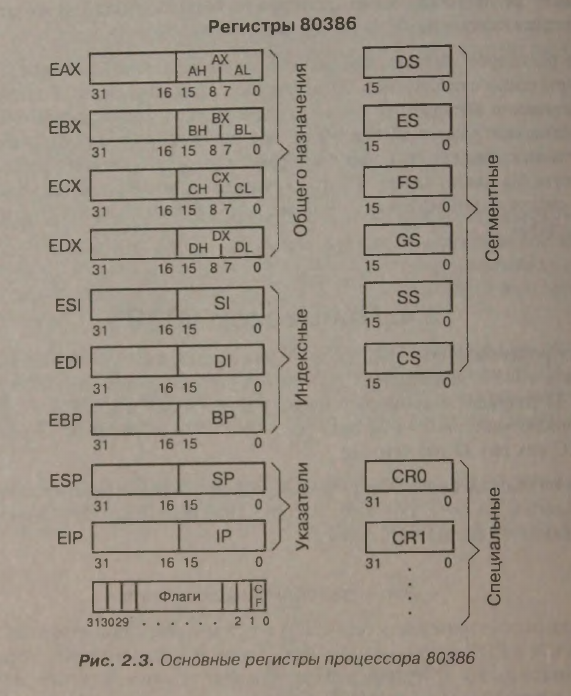 Регистры 80386
EAX
AX
AH AL
31 16 15 8 7 0
EBX
BX
BH BL
31 16 15 8 7 0
ECX
CX
CH CL
31 16 15 8 7 0
EDX
DX
DH DL
31 16 15 8 7 0
Общего назначения
ESI SI
31 16 15 0
EDI DI
31 16 15 0
EBP BP
31 16 15 0
Индексные
ESP SP
31 16 15 0
EIP IP
31 16 15 0
Указатели
Флаги CF
313029 . . . . . . 2 1 0
DS
15 0
ES
15 0
FS
15 0
GS
15 0
SS
15 0
CS
15 0
Сегментные
CR0
31 0
CR1
31 0
Специальные
Рис. 2.3. Основные регистры процессора 80386